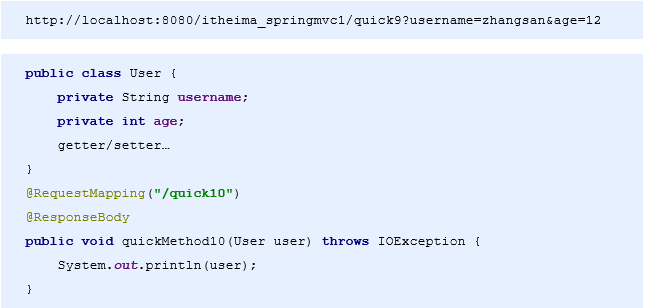 http://localhost:8080/itheima_springmvc1/quick9?username=zhangsan&age=12
public class User {
    private String username;
    private int age;
    getter/setter…
}
@RequestMapping("/quick10")
@ResponseBody
public void quickMethod10(User user) throws IOException {
    System.out.println(user);
}